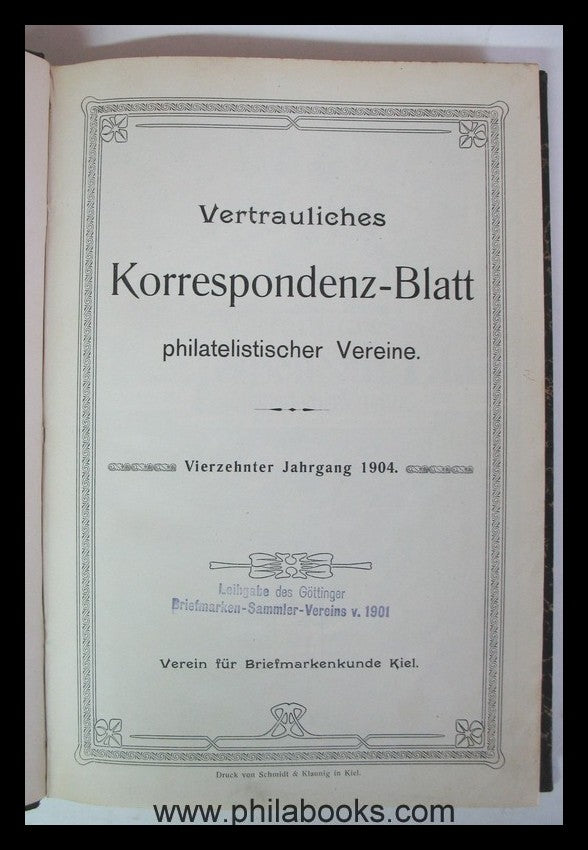 Vertrauliches
Korrespondenz-Blatt
philatelistischer Vereine.
Vierzehnter Jahrgang 1904.
Leihgabe des Göttinger
Briefmarken-Sammler-Vereins v. 1901
Verein für Briefmarkenkunde Kiel.
Druck von Schmidt & Klaunig in Kiel.
www.philabooks.com